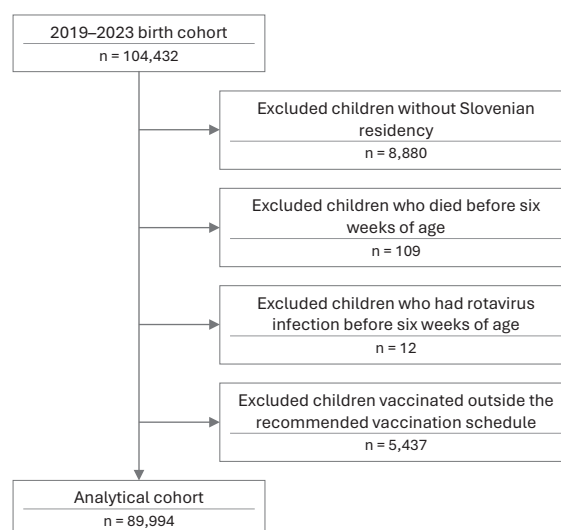 2019–2023 birth cohort
n = 104,432
Excluded children without Slovenian
residency
n = 8,880
Excluded children who died before six
weeks of age
n = 109
Excluded children who had rotavirus
infection before six weeks of age
n = 12
Excluded children vaccinated outside the
recommended vaccination schedule
n = 5,437
Analytical cohort
n = 89,994